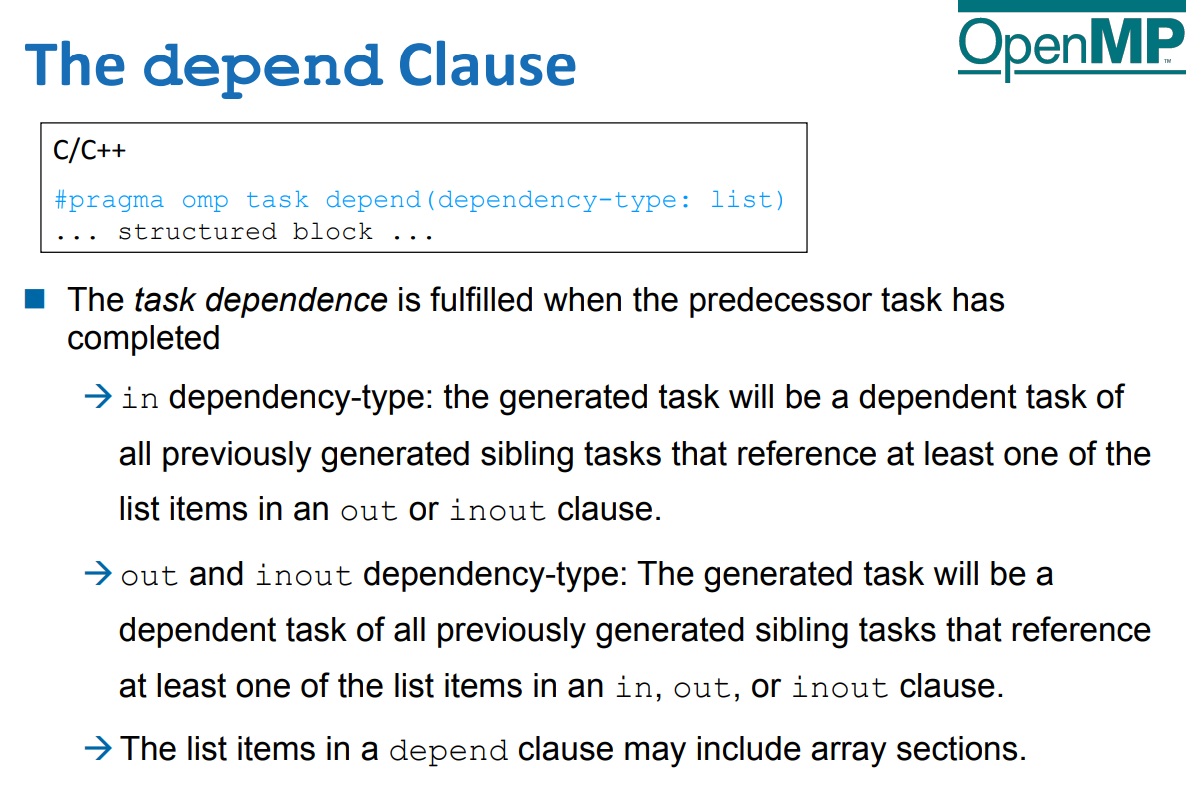 The depend Clause
OpenMP™
C/C++
#pragma omp task depend(dependency-type: list)
... structured block ...
■ The task dependence is fulfilled when the predecessor task has
completed
→ in dependency-type: the generated task will be a dependent task of
all previously generated sibling tasks that reference at least one of the
list items in an out or inout clause.
→ out and inout dependency-type: The generated task will be a
dependent task of all previously generated sibling tasks that reference
at least one of the list items in an in, out, or inout clause.
→ The list items in a depend clause may include array sections.